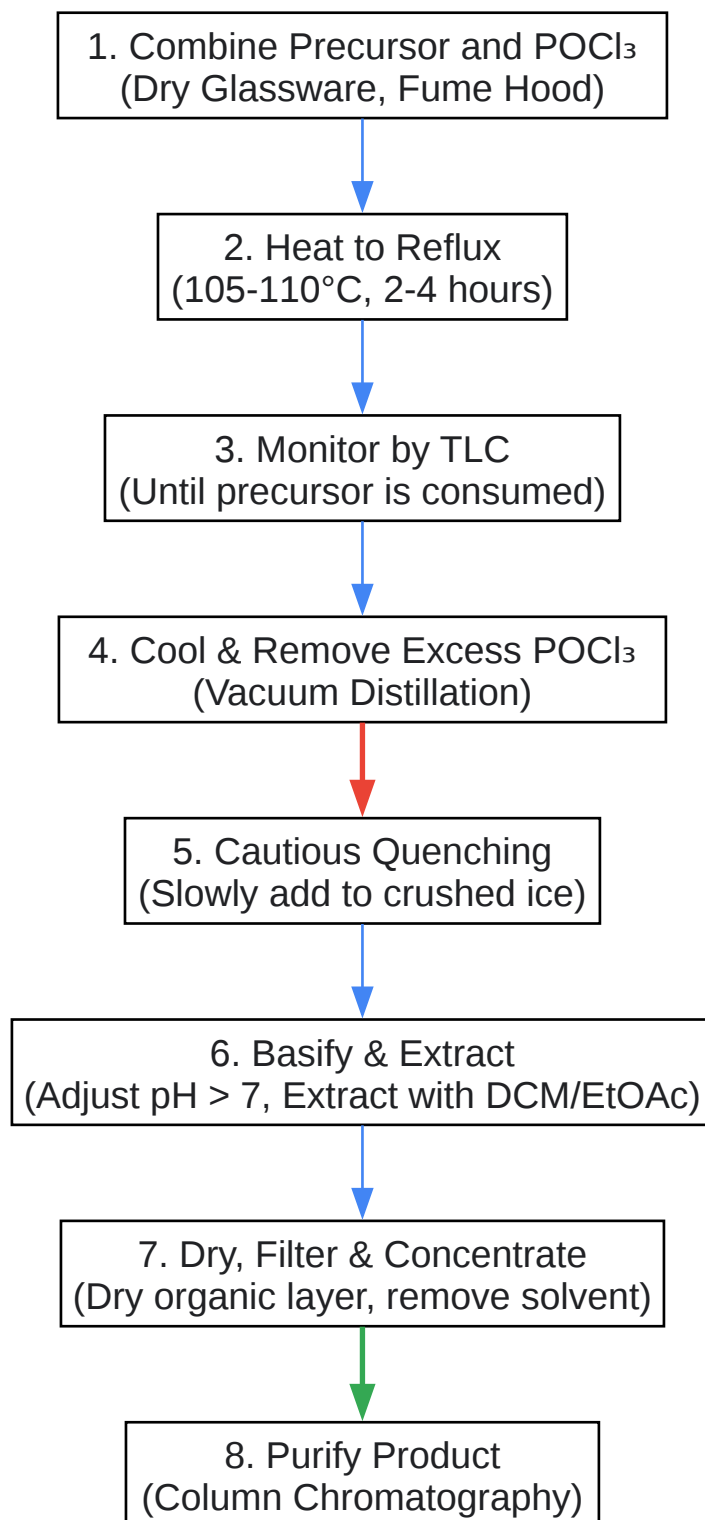 1. Combine Precursor and POCl₃
(Dry Glassware, Fume Hood)
2. Heat to Reflux
(105-110°C, 2-4 hours)
3. Monitor by TLC
(Until precursor is consumed)
4. Cool & Remove Excess POCl₃
(Vacuum Distillation)
5. Cautious Quenching
(Slowly add to crushed ice)
6. Basify & Extract
(Adjust pH > 7, Extract with DCM/EtOAc)
7. Dry, Filter & Concentrate
(Dry organic layer, remove solvent)
8. Purify Product
(Column Chromatography)